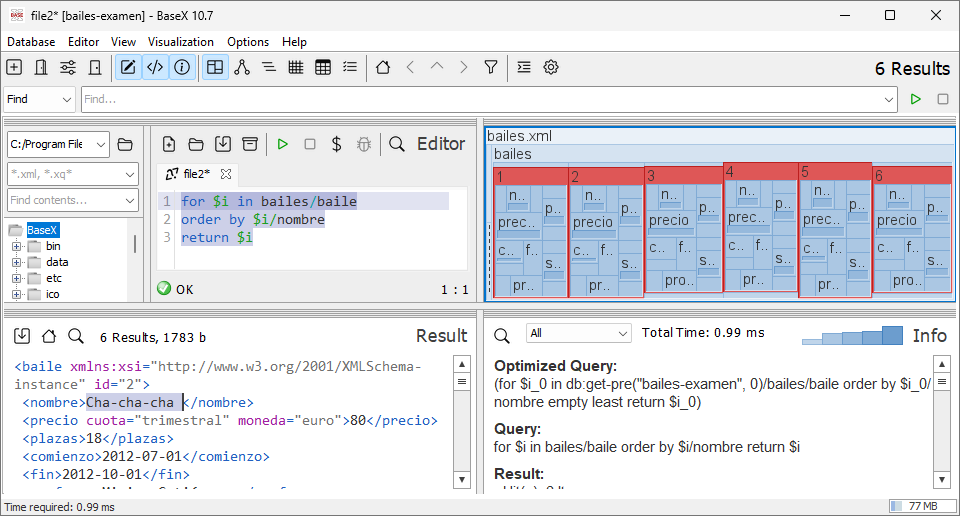 file2* [bailes-examen] - BaseX 10.7
Database Editor View Visualization Options Help
6 Results
Find
Find...
C:/Program File
*.xml, *.xq*
Find contents...
BaseX
bin
data
etc
ico
Editor
file2*
1 for $i in bailes/baile
2 order by $i/nombre
3 return $i
OK
1 : 1
bailes.xml
bailes
1 2 3 4 5 6
n.. n.. n.. n.. n.. n..
p.. p.. p.. p.. p.. p..
prec.. precio precio precio prec.. precio
c.. f.. c.. f.. c.. f.. c.. f.. c.. f.. c.. f..
s.. s.. s.. s.. s.. s..
pr.. pr.. pro.. pro.. pr.. pro..
6 Results, 1783 b
Result
<baile xmlns:xsi="http://www.w3.org/2001/XMLSchema-
instance" id="2">
<nombre>Cha-cha-cha </nombre>
<precio cuota="trimestral" moneda="euro">80</precio>
<plazas>18</plazas>
<comienzo>2012-07-01</comienzo>
<fin>2012-10-01</fin>
All
Total Time: 0.99 ms
Info
Optimized Query:
(for $i_0 in db:get-pre("bailes-examen", 0)/bailes/baile order by $i_0/
nombre empty least return $i_0)
Query:
for $i in bailes/baile order by $i/nombre return $i
Result:
Time required: 0.99 ms
77 MB